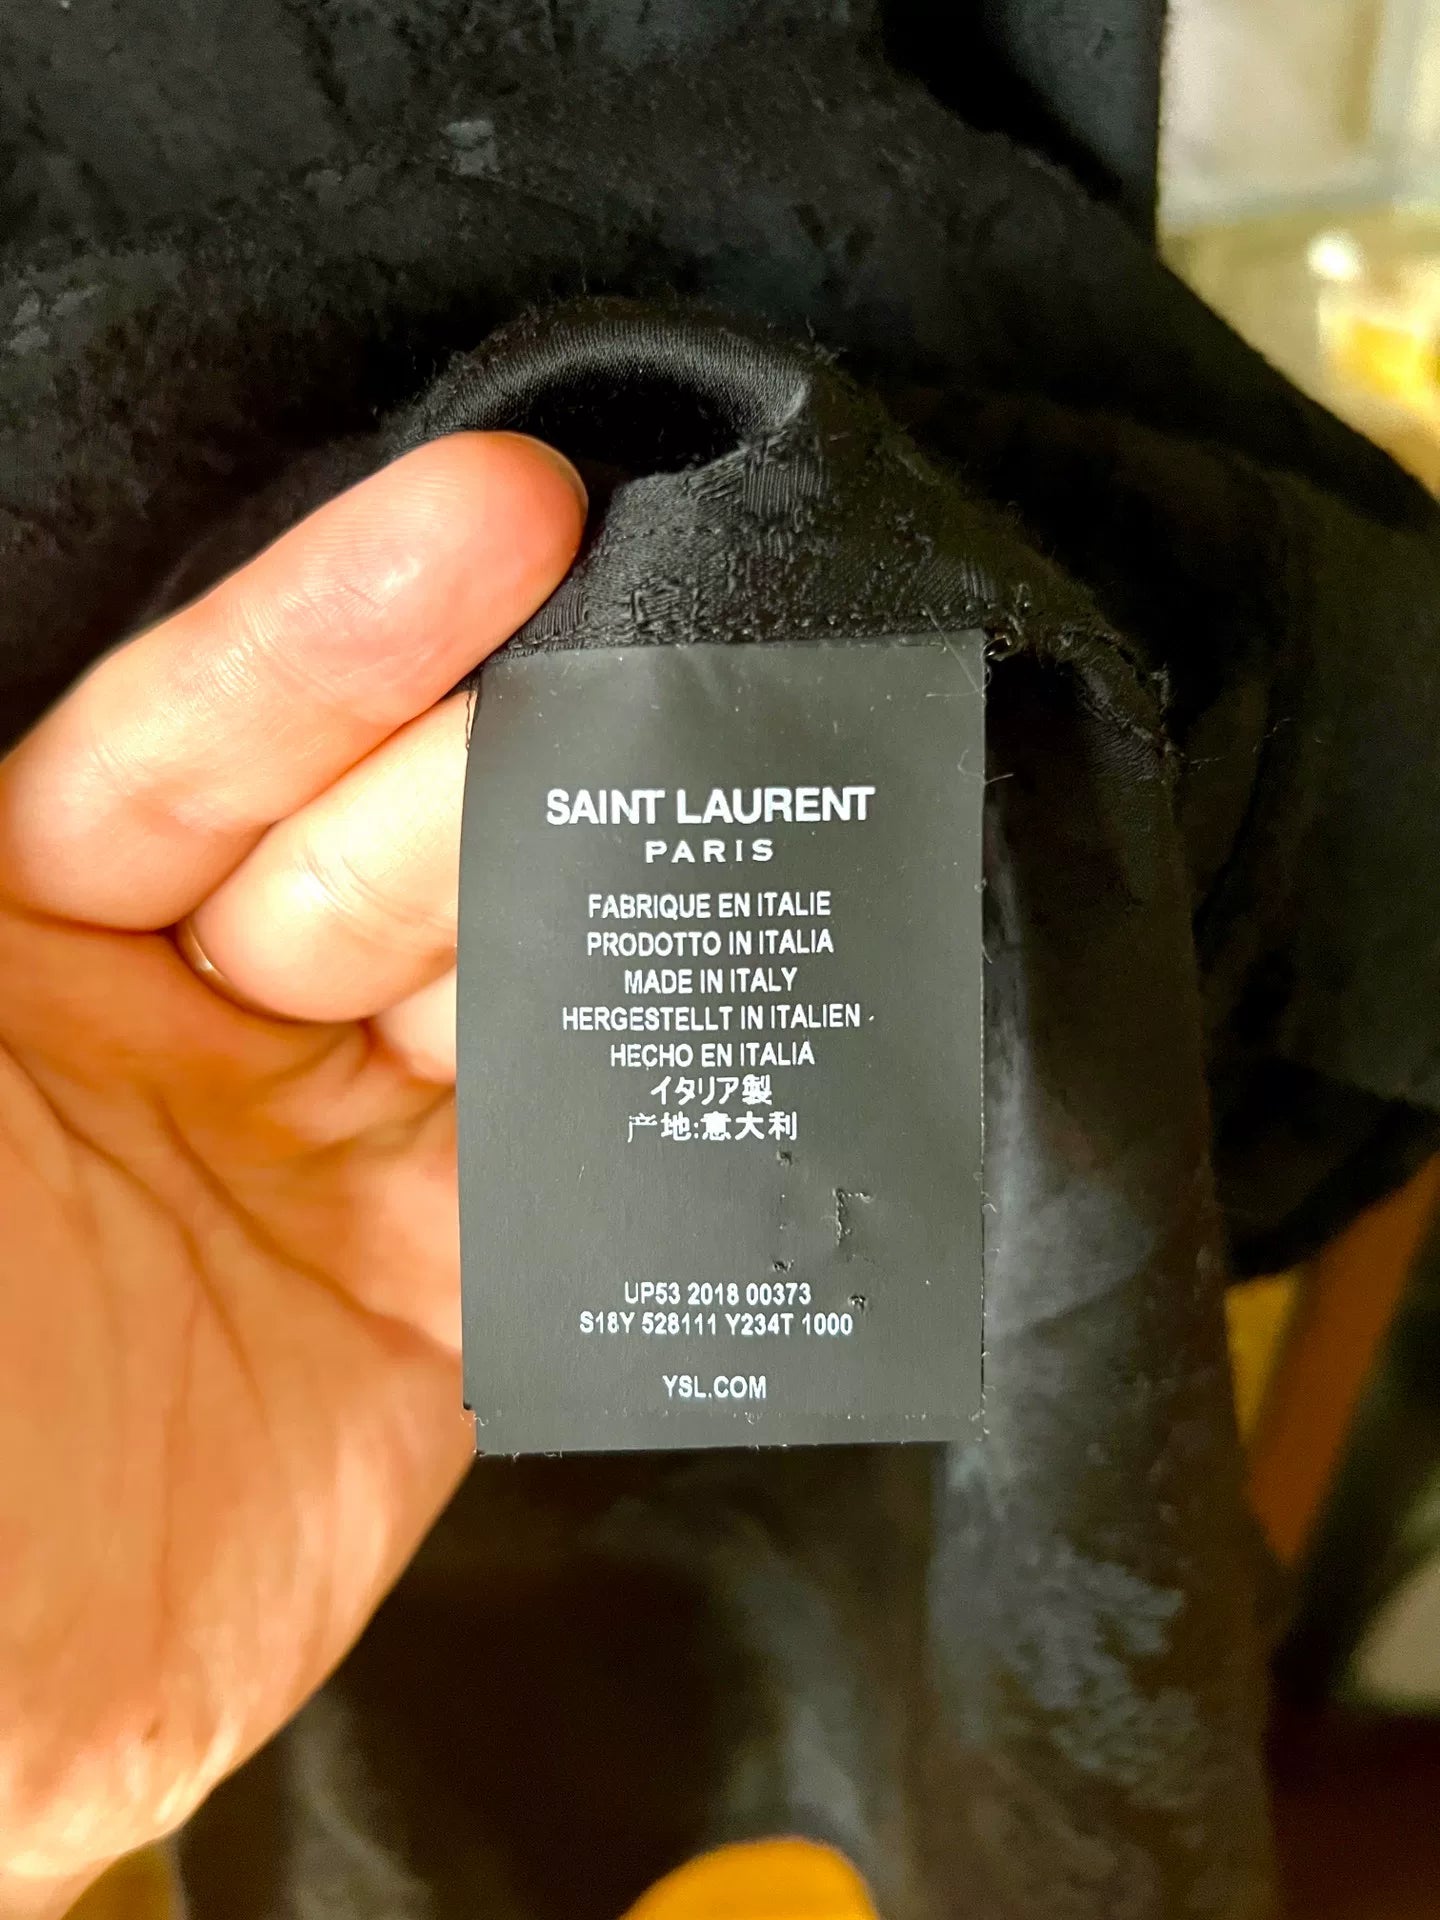 SAINT LAURENT
PARIS
FABRIQUE EN ITALIE
PRODOTTO IN ITALIA
MADE IN ITALY
HERGESTELLT IN ITALIEN
HECHO EN ITALIA
イタリア製
产地:意大利
UP53 2018 00373
S18Y 528111 Y234T 1000
YSL.COM